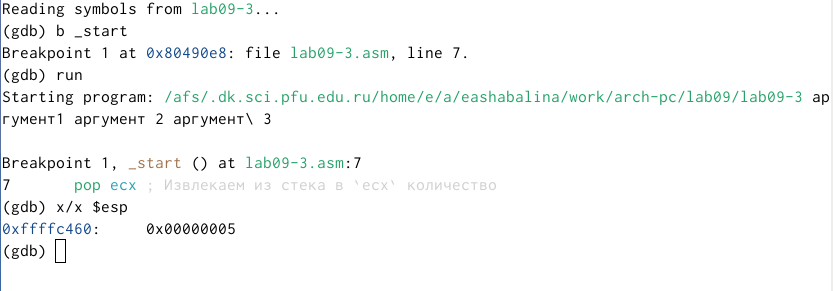 Reading symbols from lab09-3...
(gdb) b _start
Breakpoint 1 at 0x80490e8: file lab09-3.asm, line 7.
(gdb) run
Starting program: /afs/.dk.sci.pfu.edu.ru/home/e/a/eashabalina/work/arch-pc/lab09/lab09-3 ар
гумент1 аргумент 2 аргумент\ 3
Breakpoint 1, _start () at lab09-3.asm:7
7 pop ecx ; Извлекаем из стека в `ecx` количество
(gdb) x/x $esp
0xffffc460: 0x00000005
(gdb)